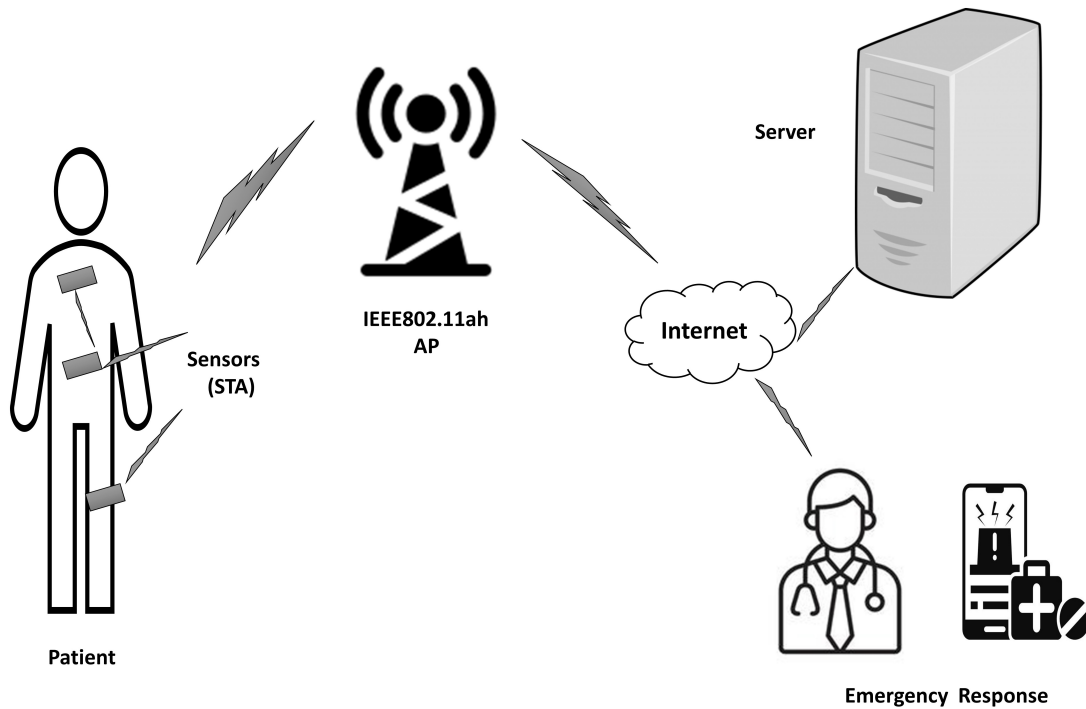 Server
IEEE802.11ah
AP
Internet
Sensors
(STA)
Patient
Emergency Response